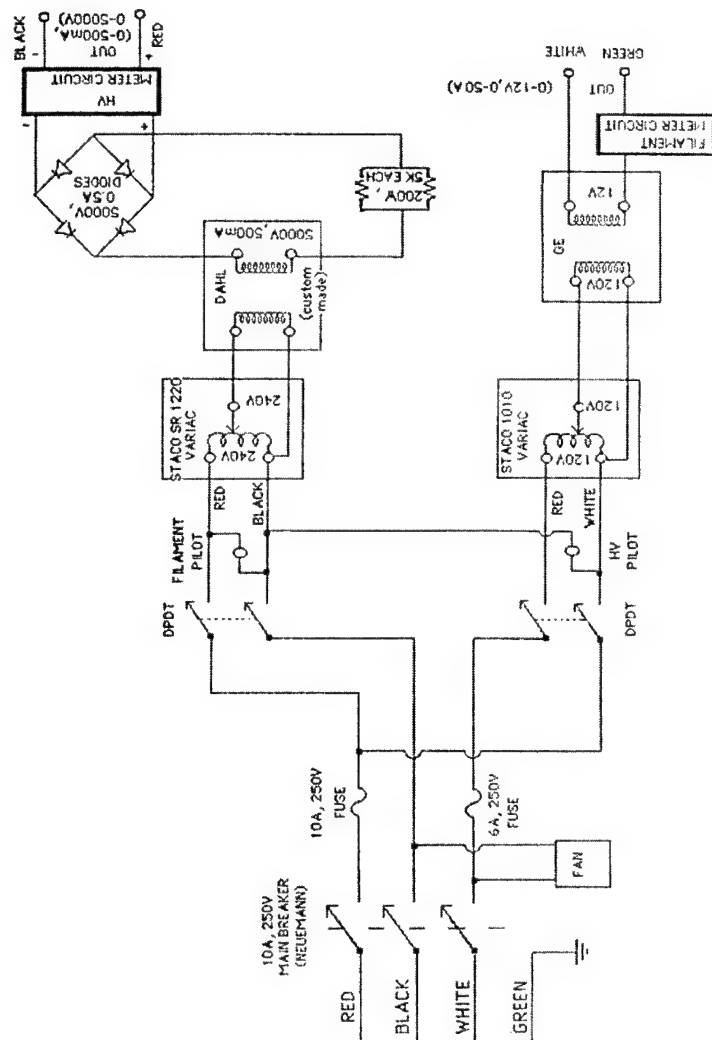 BLACK
OUT
(0-500mA,
0-5000V)
RED
-
+
HV
METER CIRCUIT
-
+
5000V,
0.5A
DIODES
200W,
5K EACH
5000V, 500mA
DAHL
(custom
made)
STACO SR 1220
VARIAC
240V
240V
RED
BLACK
FILAMENT
PILOT
DPDT
WHITE
GREEN
(0-12V,0-50A)
OUT
FILAMENT
METER CIRCUIT
12V
GE
120V
STACO 1010
VARIAC
120V
120V
RED
WHITE
HV
PILOT
DPDT
10A, 250V
FUSE
6A, 250V
FUSE
FAN
10A, 250V
MAIN BREAKER
(NEUEMANN)
RED
BLACK
WHITE
GREEN